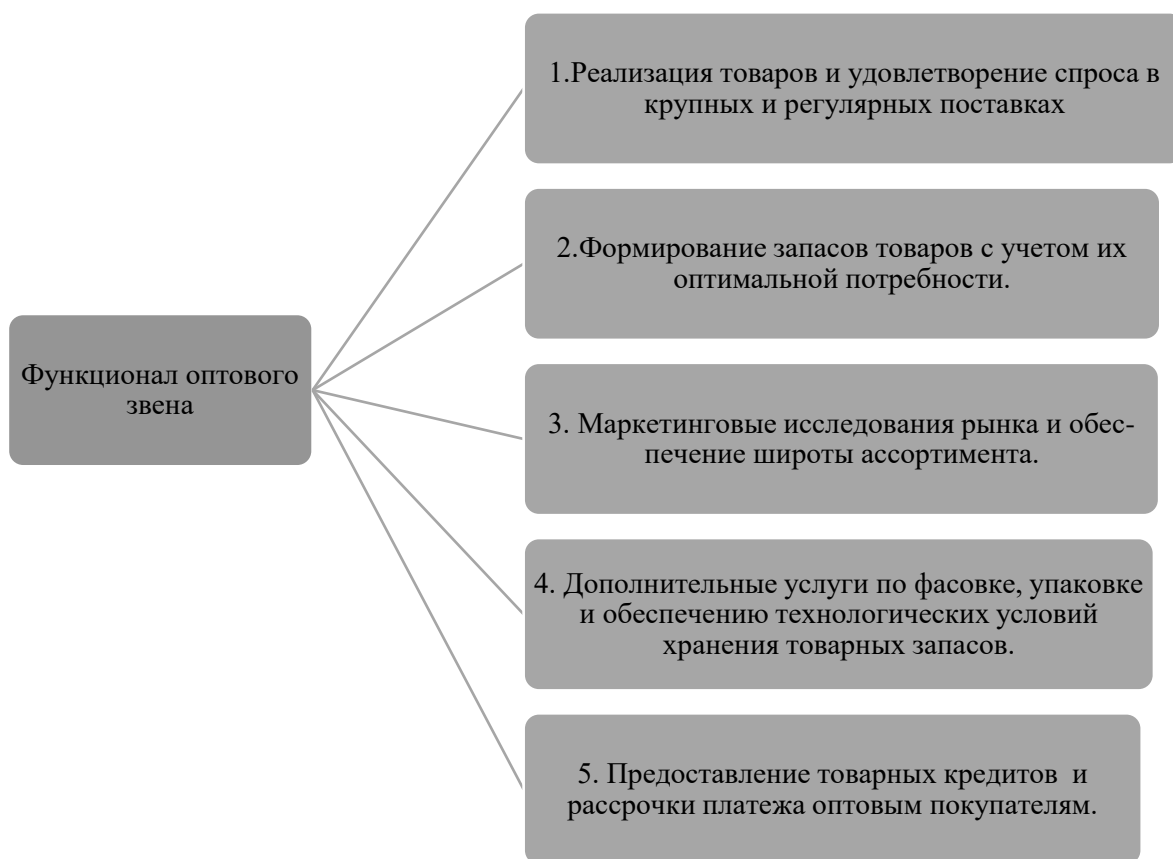 1.Реализация товаров и удовлетворение спроса в
крупных и регулярных поставках
2.Формирование запасов товаров с учетом их
оптимальной потребности.
Функционал оптового
звена
3. Маркетинговые исследования рынка и обес-
печение широты ассортимента.
4. Дополнительные услуги по фасовке, упаковке
и обеспечению технологических условий
хранения товарных запасов.
5. Предоставление товарных кредитов  и
рассрочки платежа оптовым покупателям.